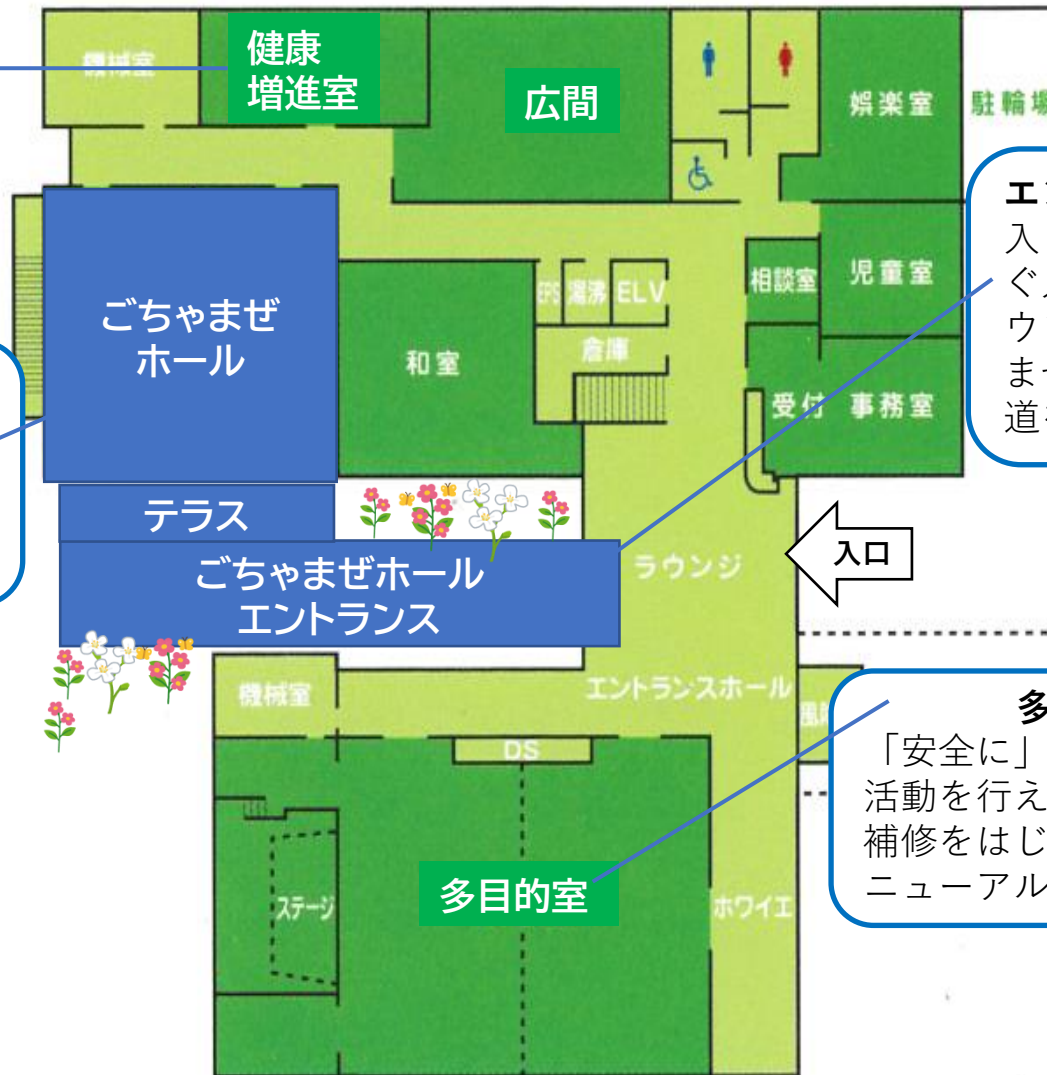 機械室
健康
増進室
広間
娯楽室
駐輪場
ごちゃまぜ
ホール
和室
EPS
湯沸
ELV
倉庫
相談室
児童室
受付
事務室
エン
入
ぐ
ウ
ませ
道を
テラス
ごちゃまぜホール
エントランス
ラウンジ
入口
機械室
エントランスホール
風
DS
多
「安全に」
活動を行え
補修をはじ
ニューアル
ステージ
多目的室
ホワイエ